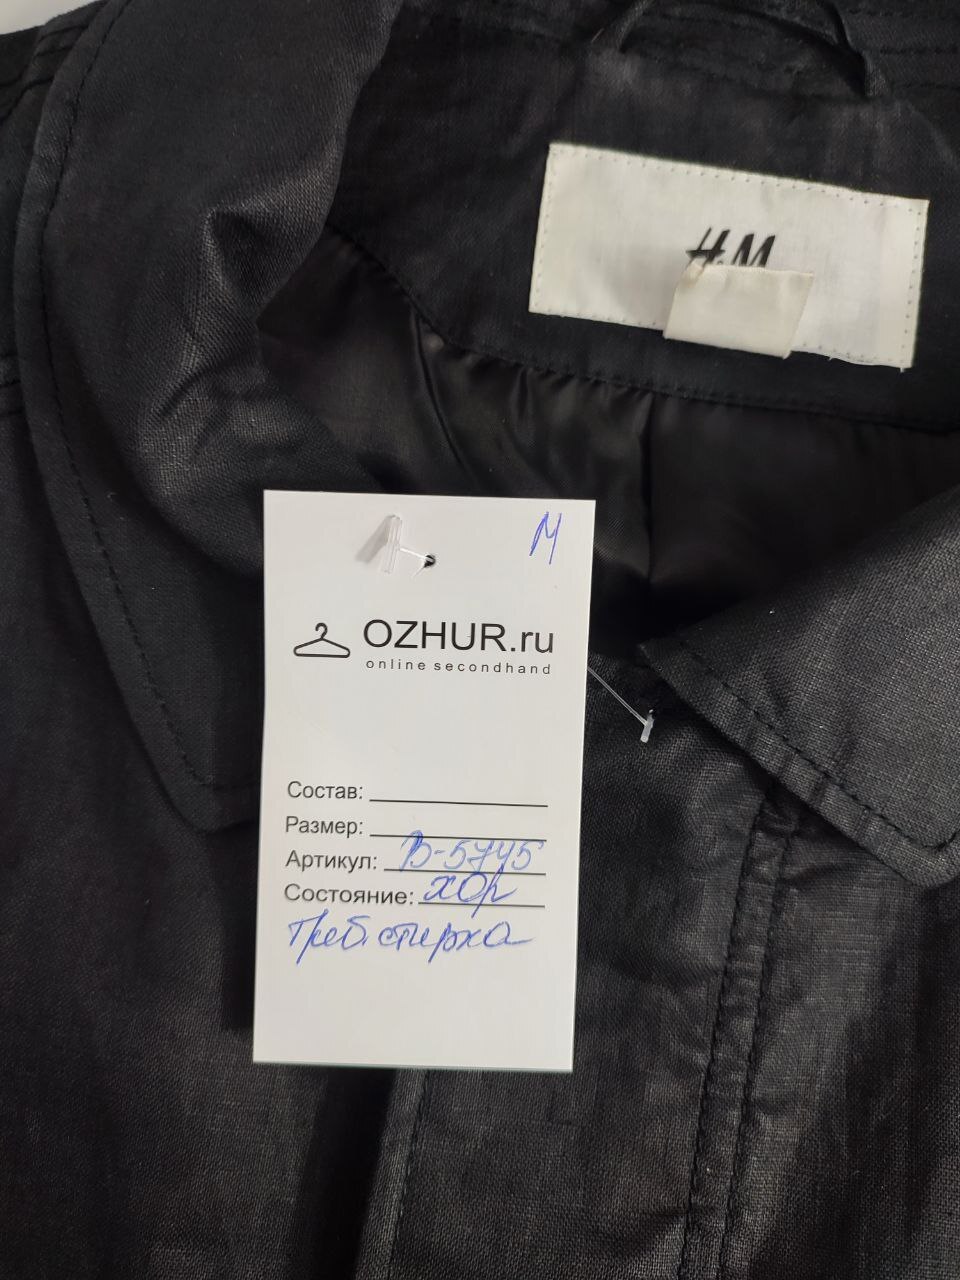 H&M
М
OZHUR.ru
online secondhand
Состав:
Размер:
Артикул: В-5745
Состояние: хор
треб. стирка